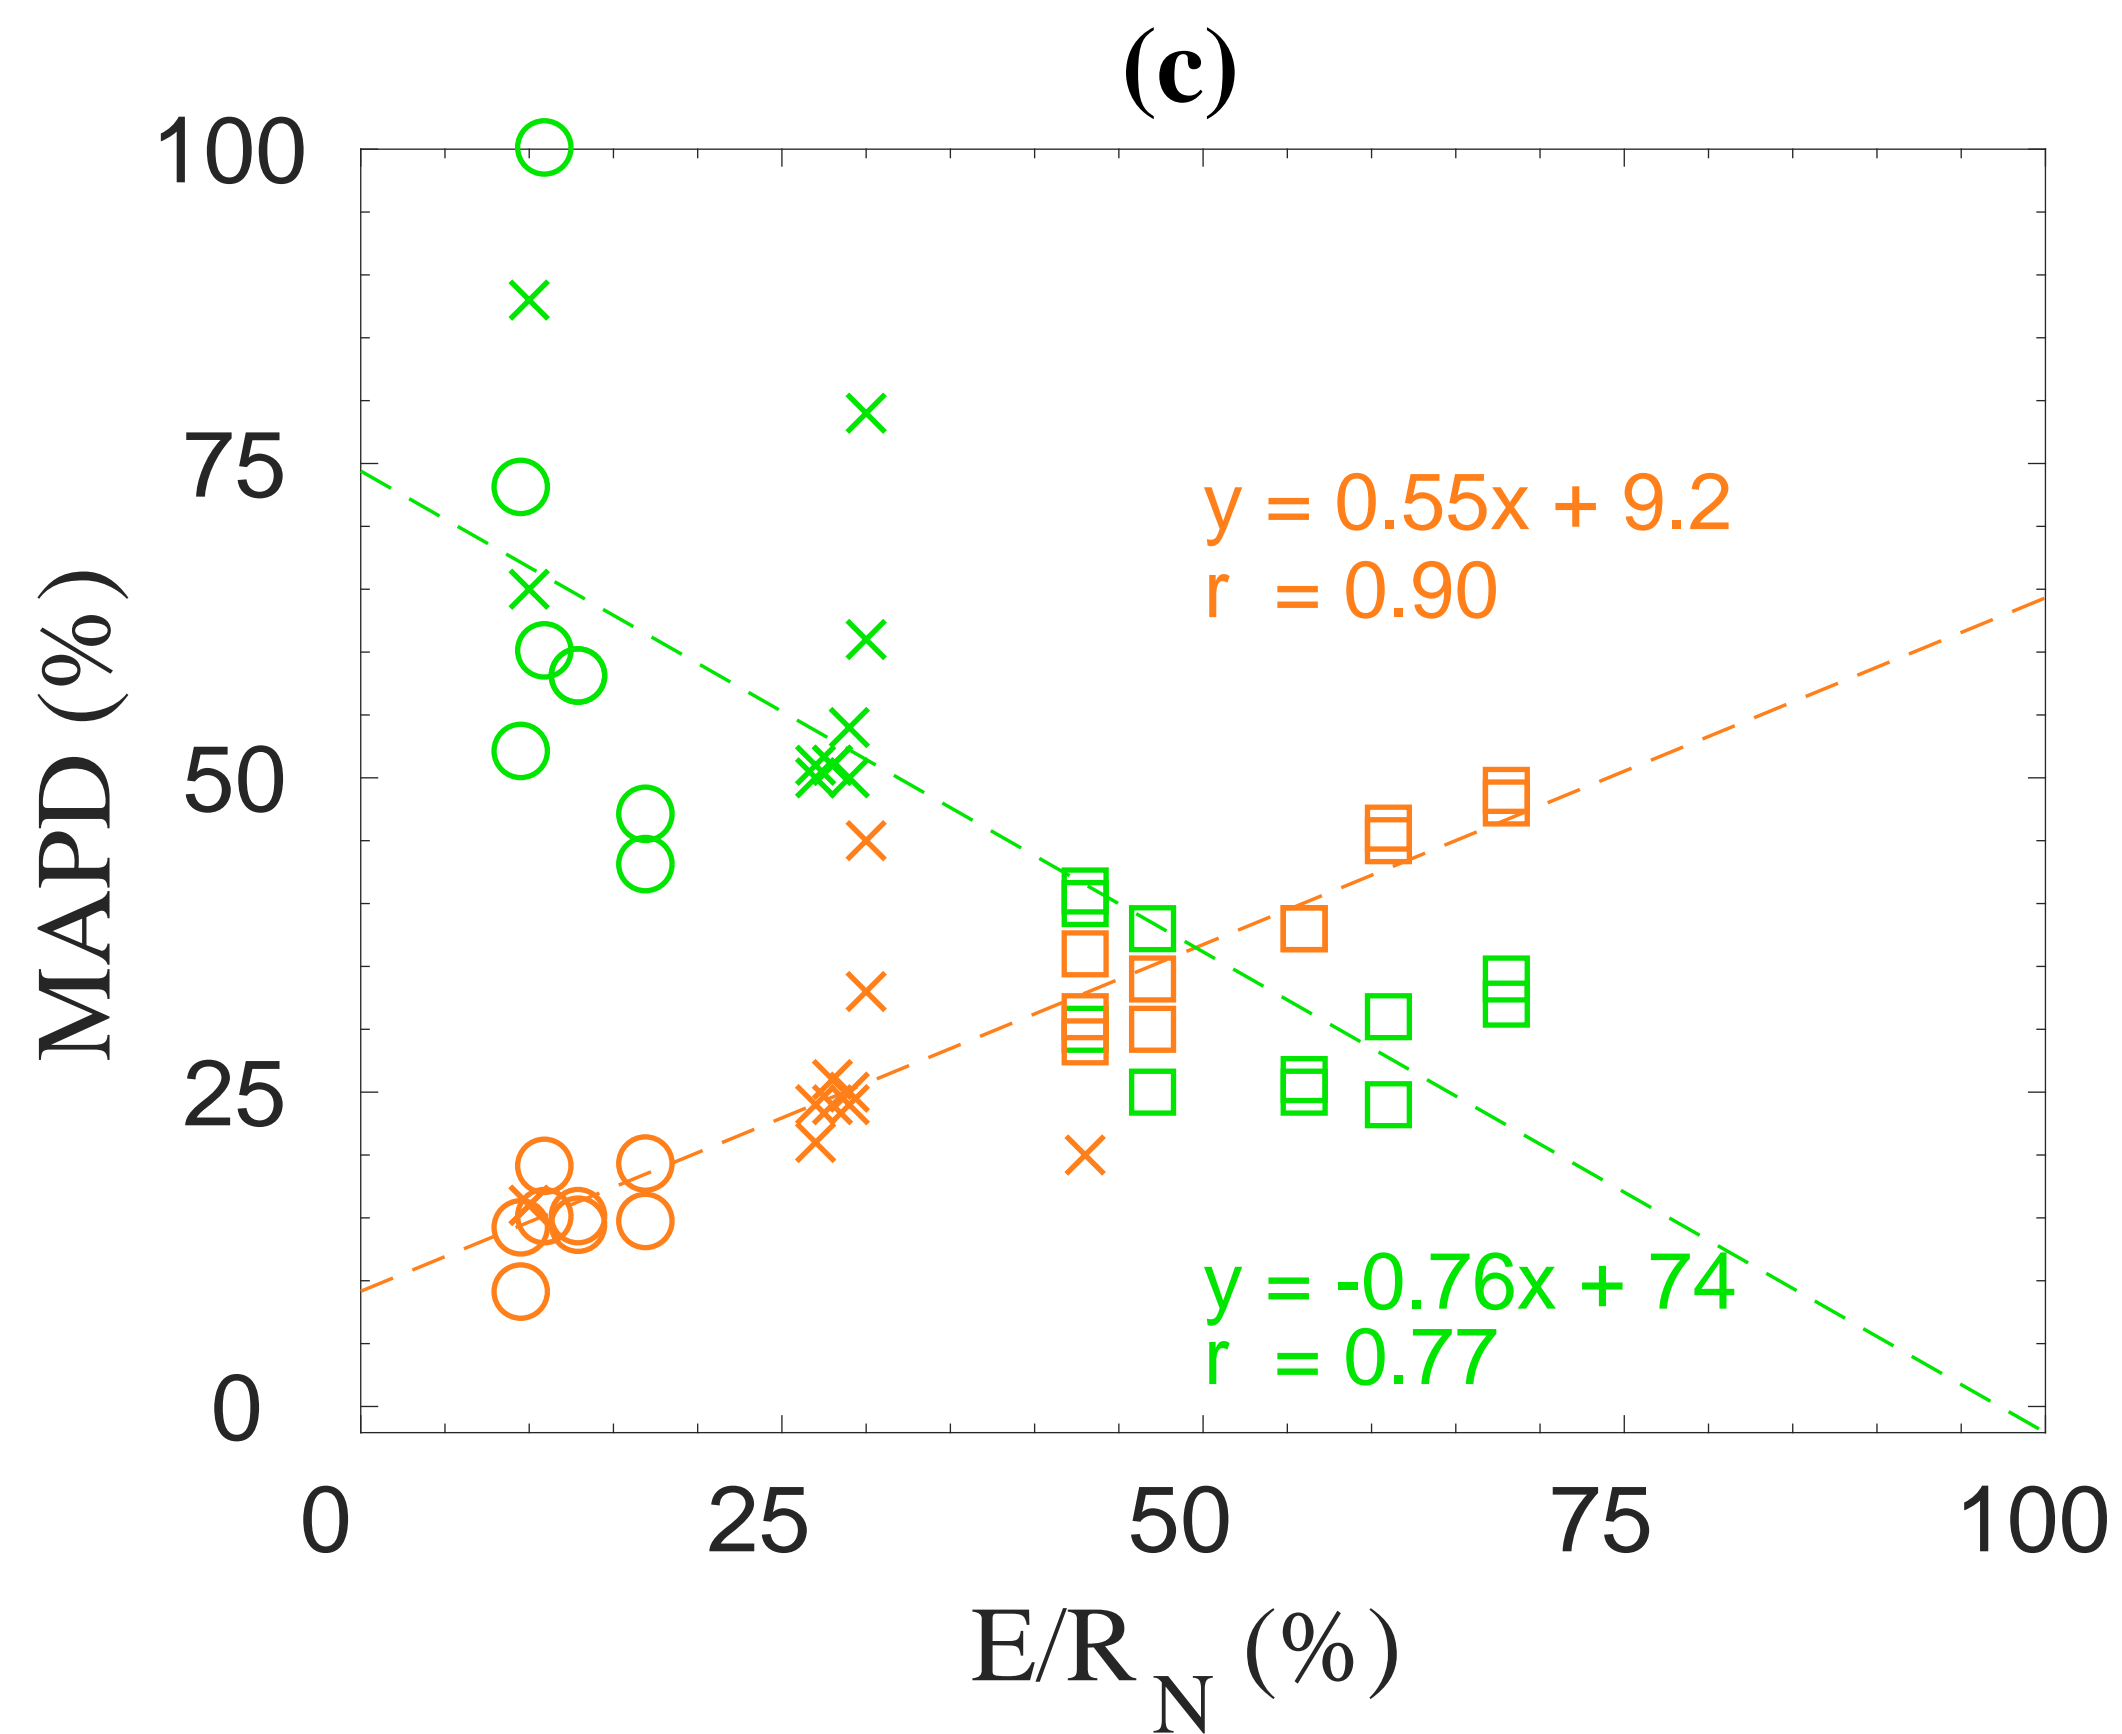 (c)
100
75
50
25
0
MAPD (%)
y = 0.55x + 9.2
r = 0.90
y = -0.76x + 74
r = 0.77
0 25 50 75 100
E/R_N (%)